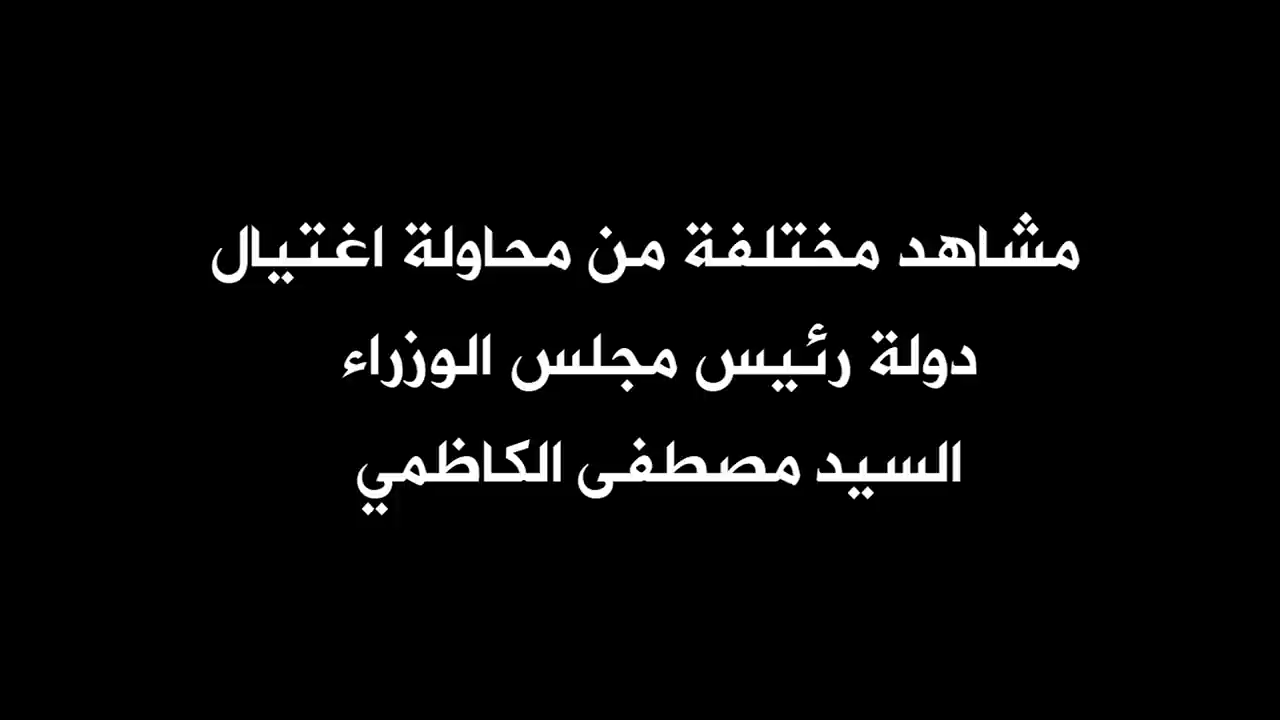 مشاهد مختلفة من محاولة اغتيال
دولة رئيس مجلس الوزراء
السيد مصطفى الكاظمي